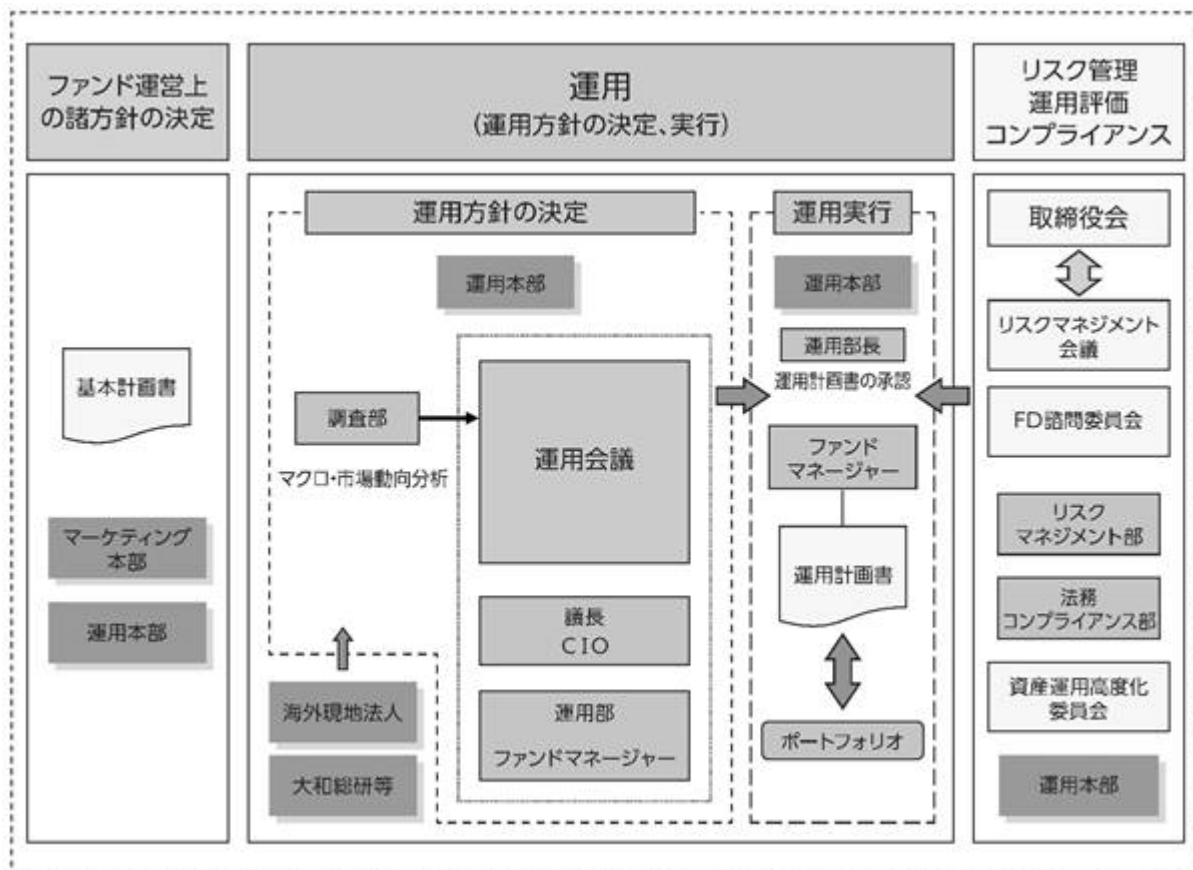 ファンド運営上
の諸方針の決定
運用
(運用方針の決定、実行)
リスク管理
運用評価
コンプライアンス
基本計画書
マーケティング
本部
運用本部
運用方針の決定
運用本部
調査部
マクロ・市場動向分析
運用会議
議長
CIO
運用部
ファンドマネージャー
海外現地法人
大和総研等
運用実行
運用本部
運用部長
運用計画書の承認
ファンド
マネージャー
運用計画書
ポートフォリオ
取締役会
リスクマネジメント
会議
FD諮問委員会
リスク
マネジメント部
法務
コンプライアンス部
資産運用高度化
委員会
運用本部